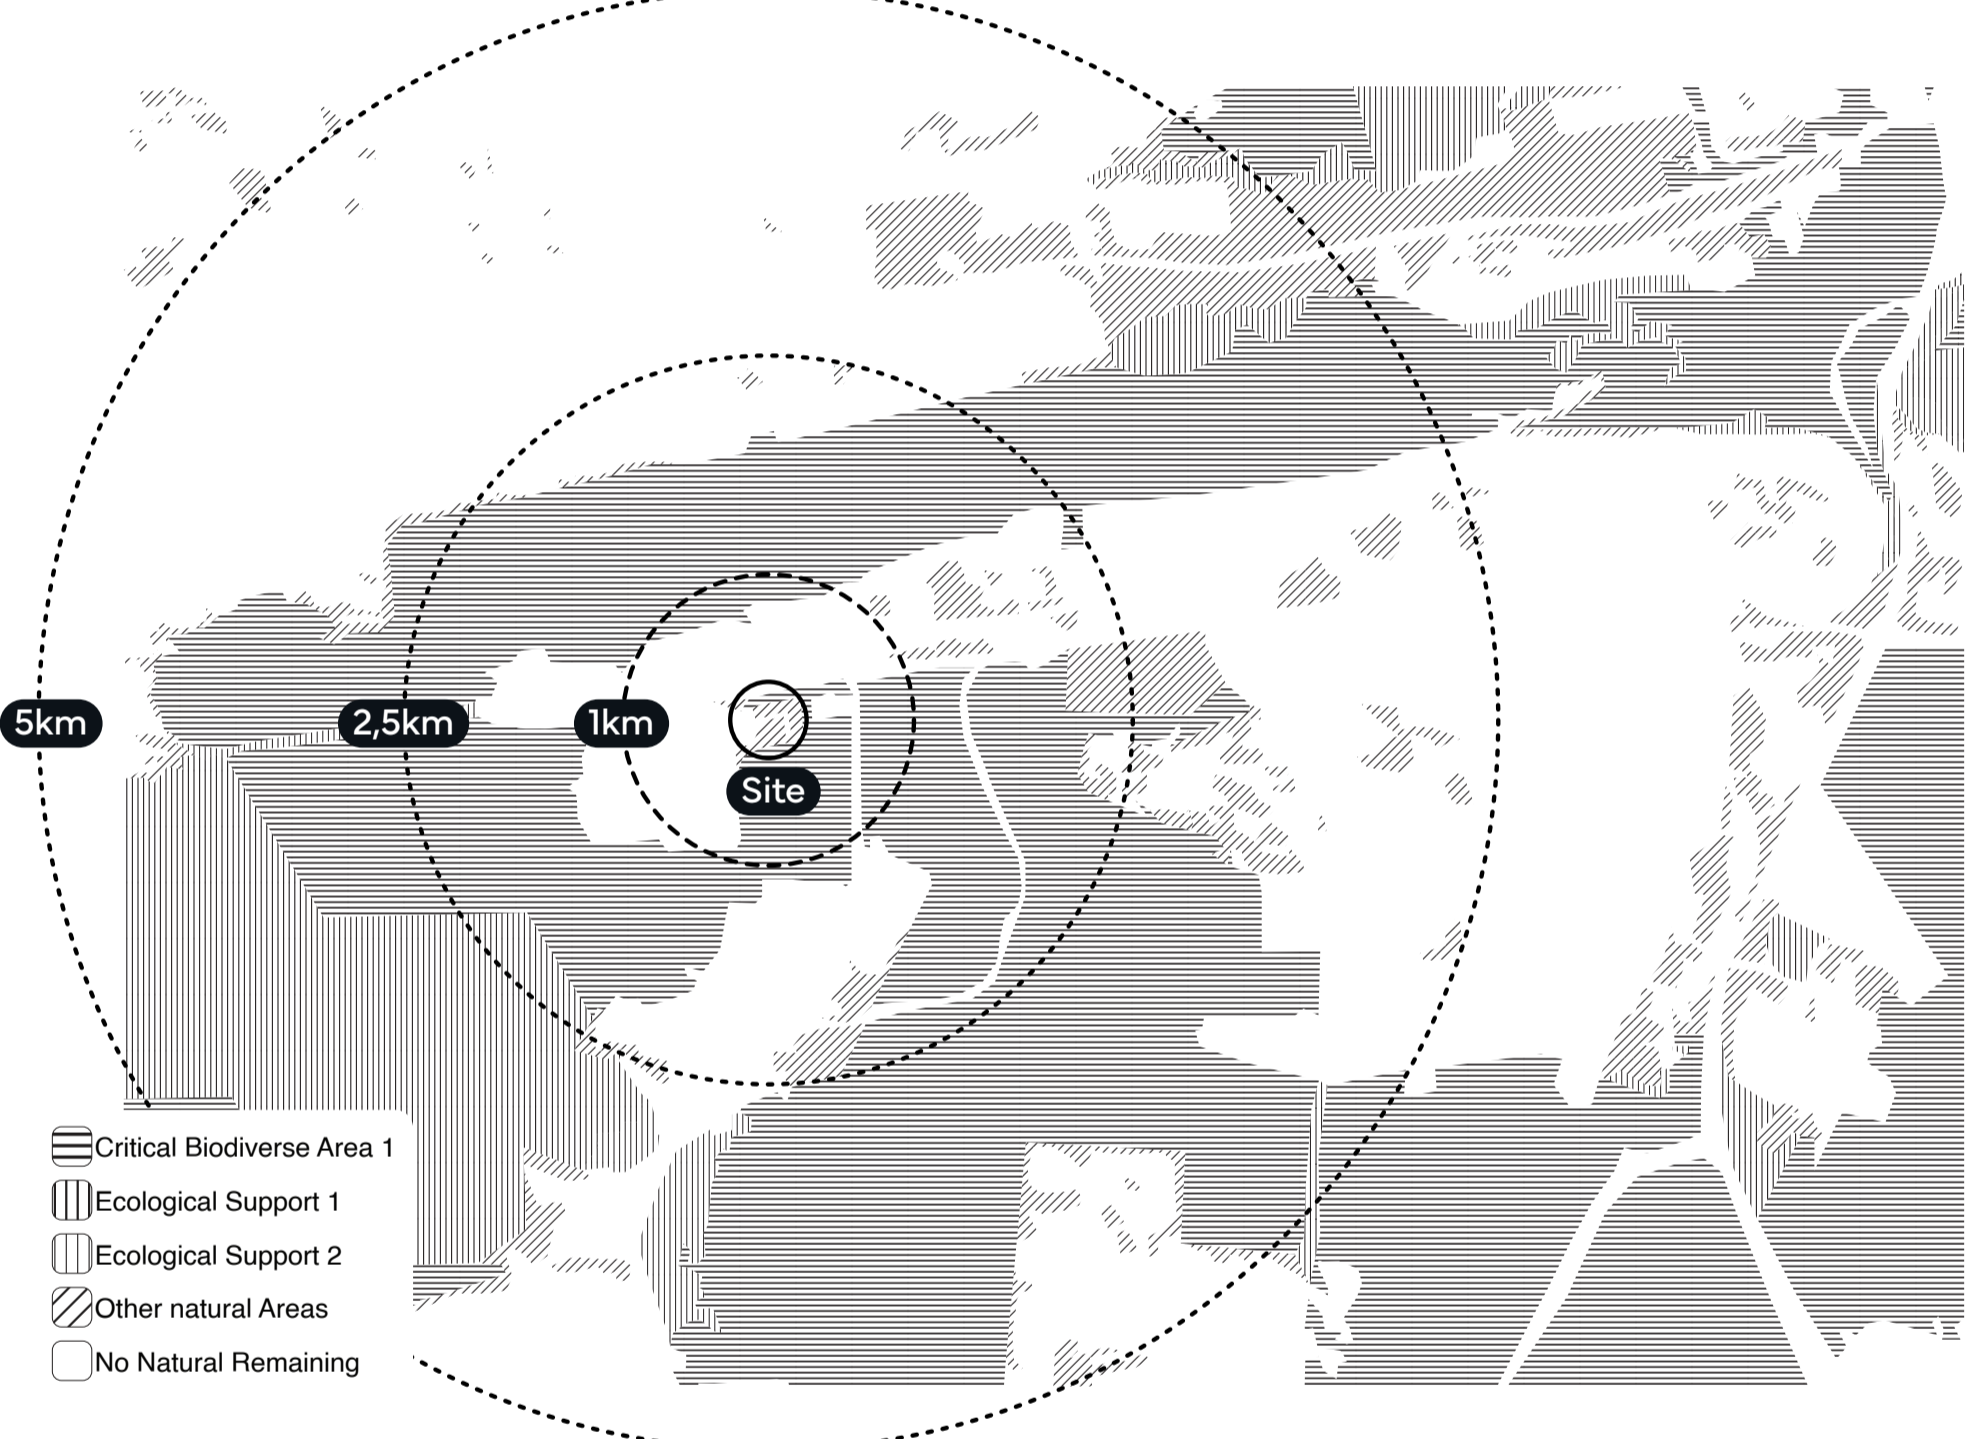 5km
2,5km
1km
Site
Critical Biodiverse Area 1
Ecological Support 1
Ecological Support 2
Other natural Areas
No Natural Remaining